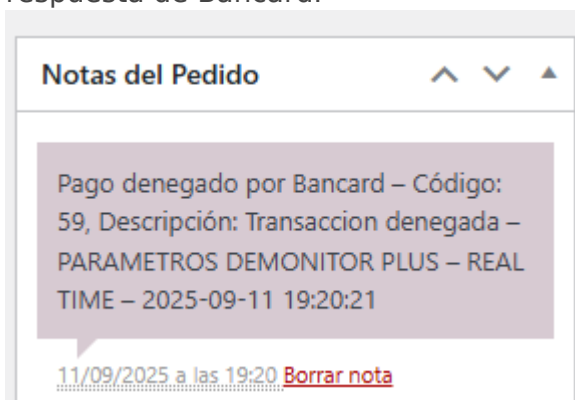 respuesta de Bancard.
Notas del Pedido
Pago denegado por Bancard – Código:
59, Descripción: Transaccion denegada –
PARAMETROS DEMONITOR PLUS – REAL
TIME – 2025-09-11 19:20:21
11/09/2025 a las 19:20 Borrar nota